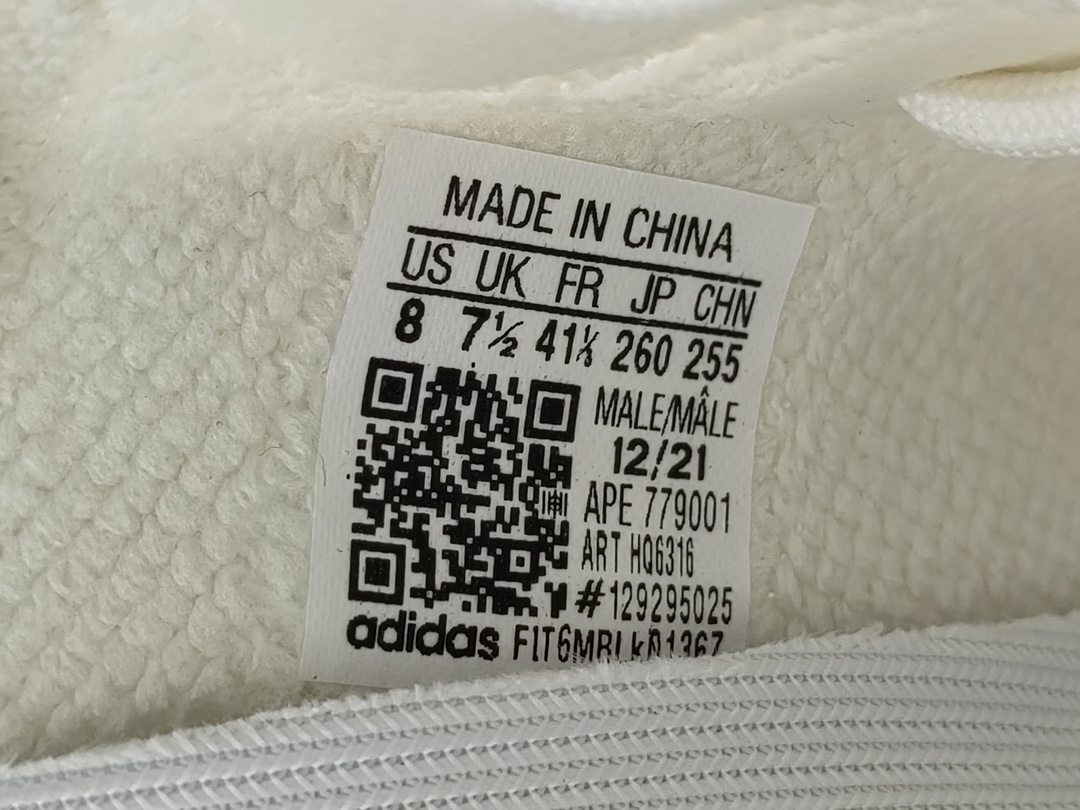 MADE IN CHINA
US UK FR JP CHN
8 7½ 41⅓ 260 255
MALE/MÂLE
12/21
APE 779001
ART HQ6316
#129295025
adidas